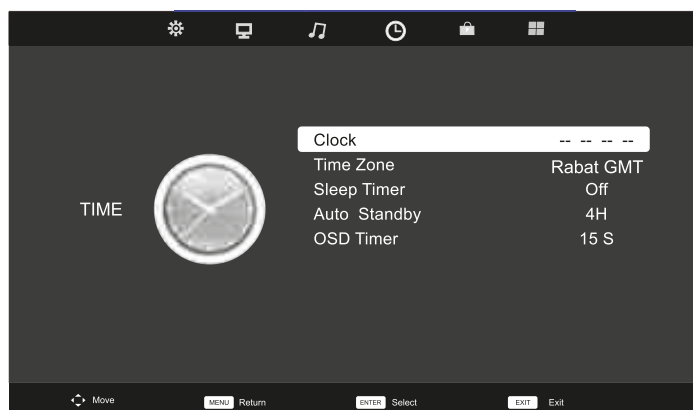 Clock -- -- -- --
Time Zone Rabat GMT
Sleep Timer Off
TIME
Auto Standby 4H
OSD Timer 15 S
Move MENU Return ENTER Select EXIT Exit